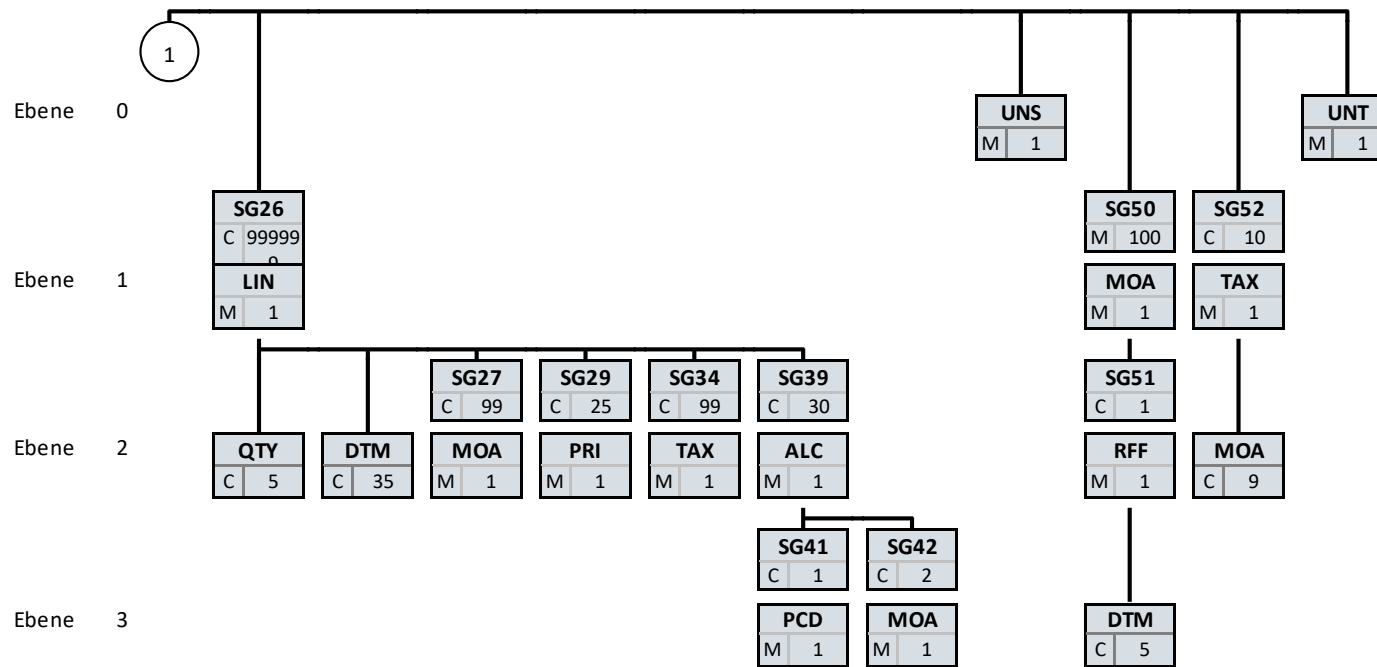 1
Ebene 0
UNS
UNT
M 1
M 1
SG26
SG50
SG52
C 99999
M 100
C 10
Ebene 1
LIN
MOA
TAX
M 1
M 1
M 1
SG27
SG29
SG34
SG39
SG51
C 99
C 25
C 99
C 30
C 1
Ebene 2
QTY
DTM
MOA
PRI
TAX
ALC
RFF
MOA
C 5
C 35
M 1
M 1
M 1
M 1
M 1
C 9
SG41
SG42
C 1
C 2
Ebene 3
PCD
MOA
DTM
M 1
M 1
C 5